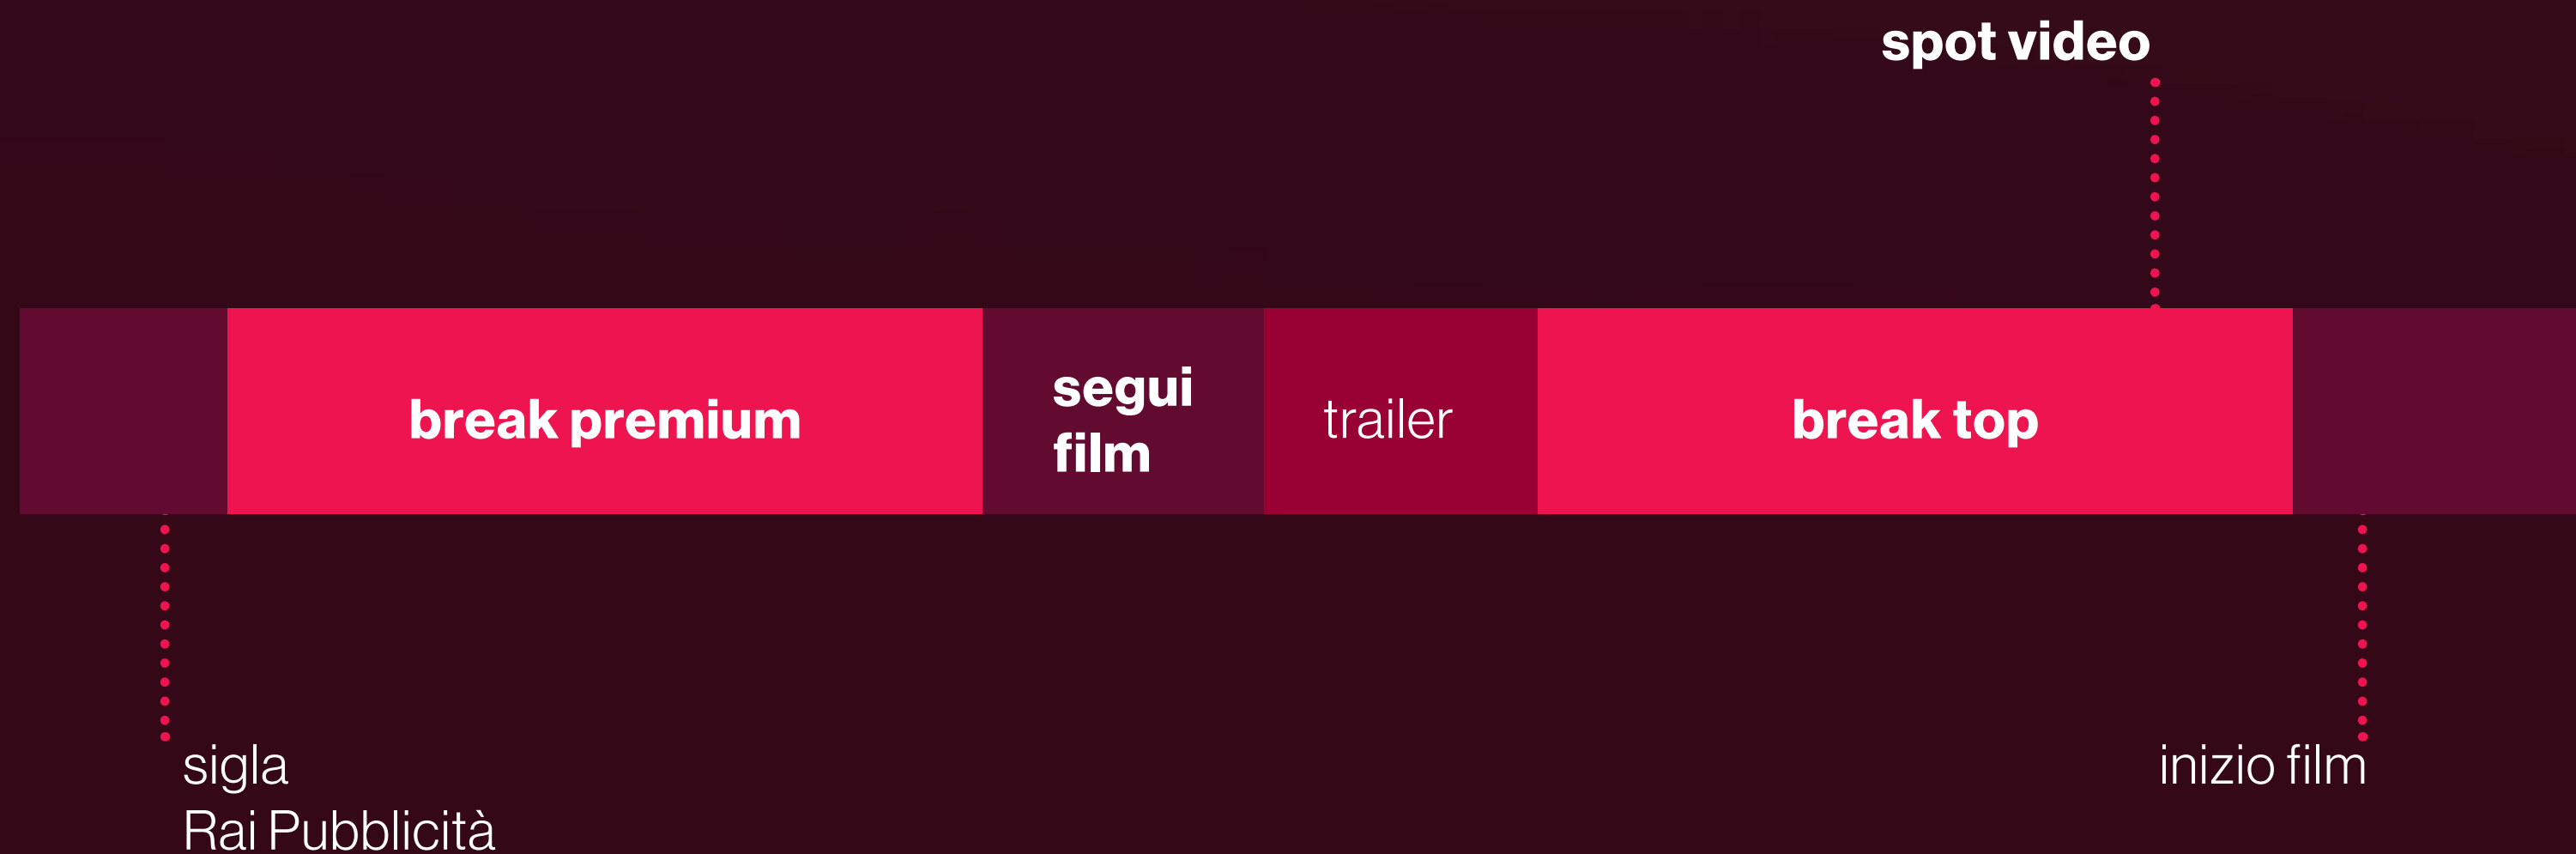 spot video
break premium
segui
film
trailer
break top
sigla
Rai Pubblicità
inizio film